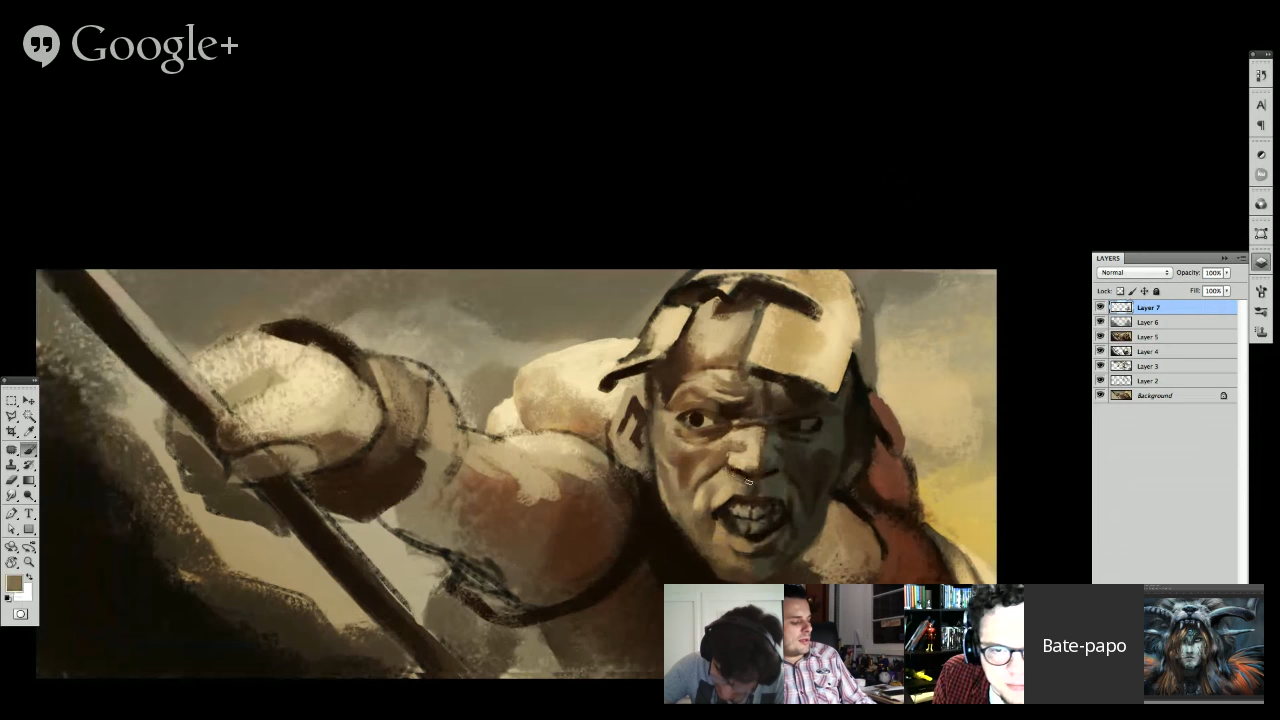 Google+
LAYERS
Normal
Opacity: 100%
Lock:
Fill: 100%
Layer 7
Layer 6
Layer 5
Layer 4
Layer 3
Layer 2
Background
Bate-papo